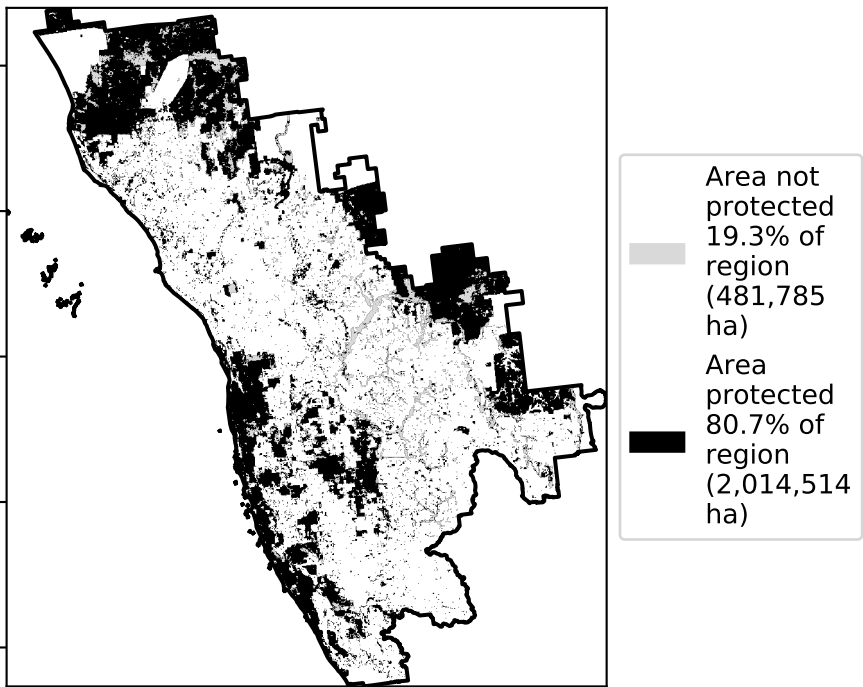 Area not
protected
19.3% of
region
(481,785
ha)
Area
protected
80.7% of
region
(2,014,514
ha)